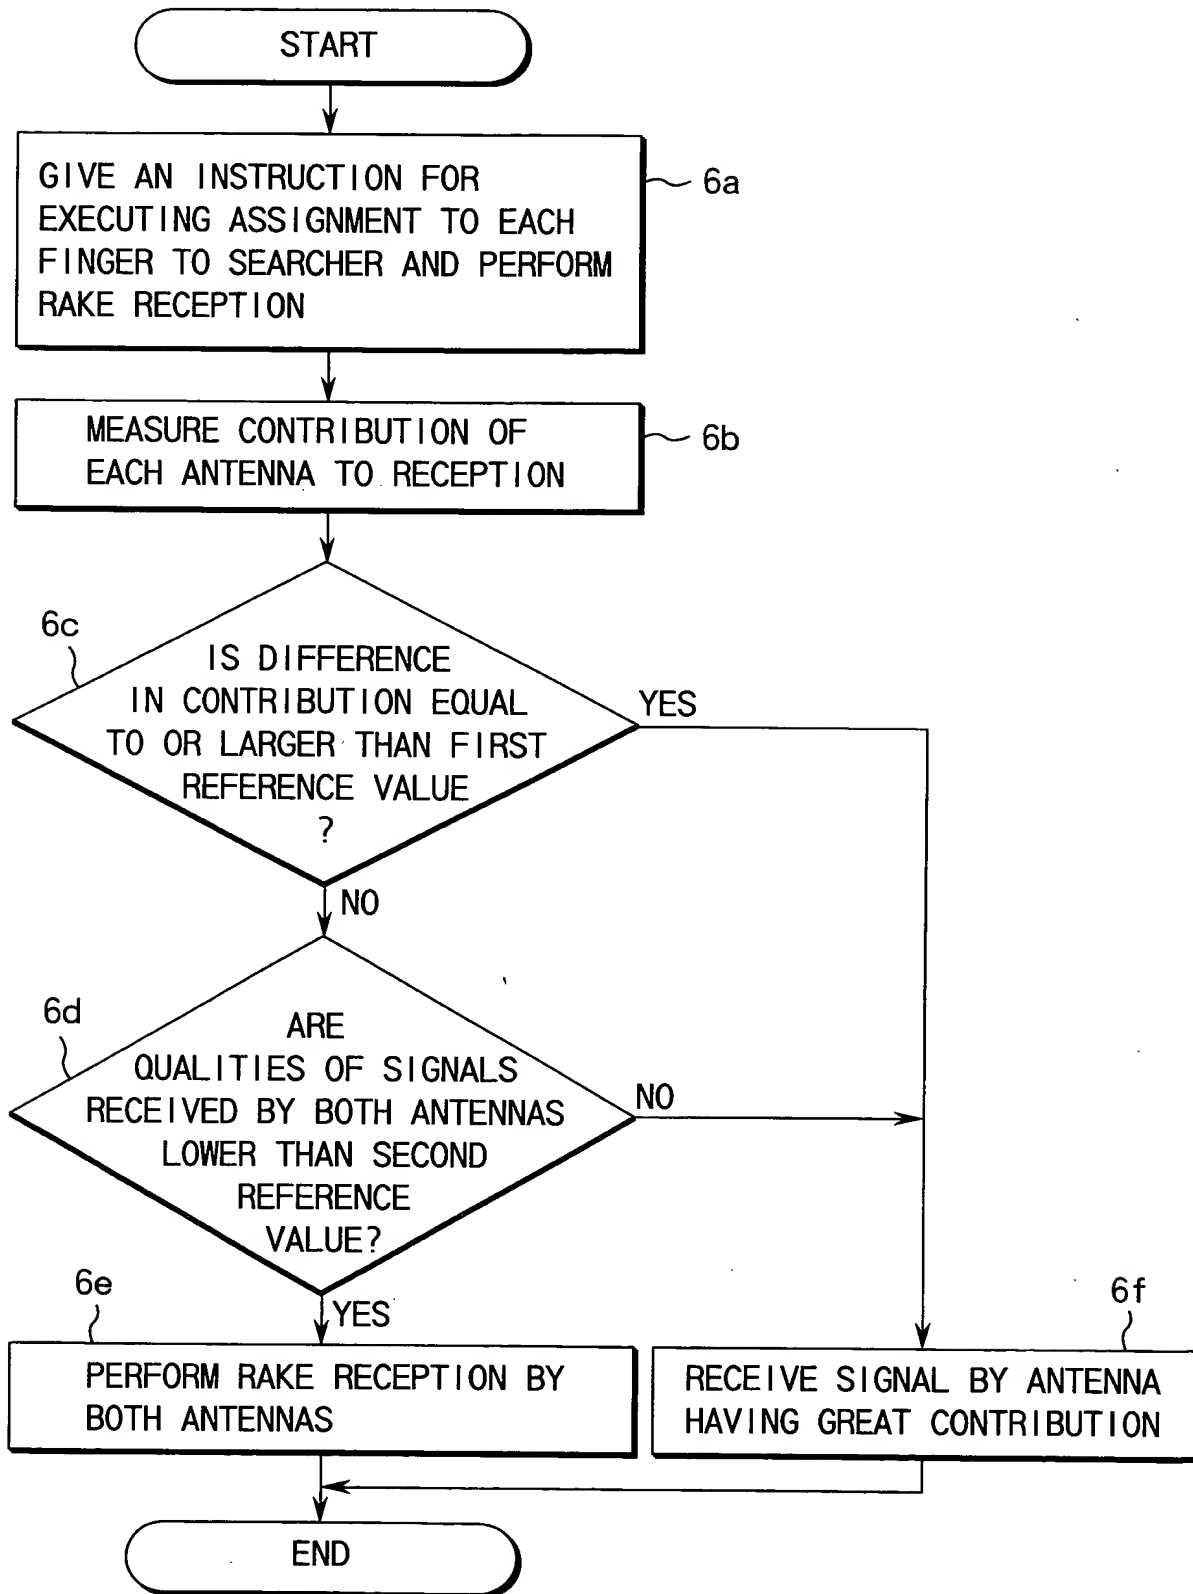 START
GIVE AN INSTRUCTION FOR
EXECUTING ASSIGNMENT TO EACH
FINGER TO SEARCHER AND PERFORM
RAKE RECEPTION
6a
MEASURE CONTRIBUTION OF
EACH ANTENNA TO RECEPTION
6b
6c
IS DIFFERENCE
IN CONTRIBUTION EQUAL
TO OR LARGER THAN FIRST
REFERENCE VALUE
?
YES
NO
6d
ARE
QUALITIES OF SIGNALS
RECEIVED BY BOTH ANTENNAS
LOWER THAN SECOND
REFERENCE
VALUE?
NO
YES
6e
PERFORM RAKE RECEPTION BY
BOTH ANTENNAS
6f
RECEIVE SIGNAL BY ANTENNA
HAVING GREAT CONTRIBUTION
END